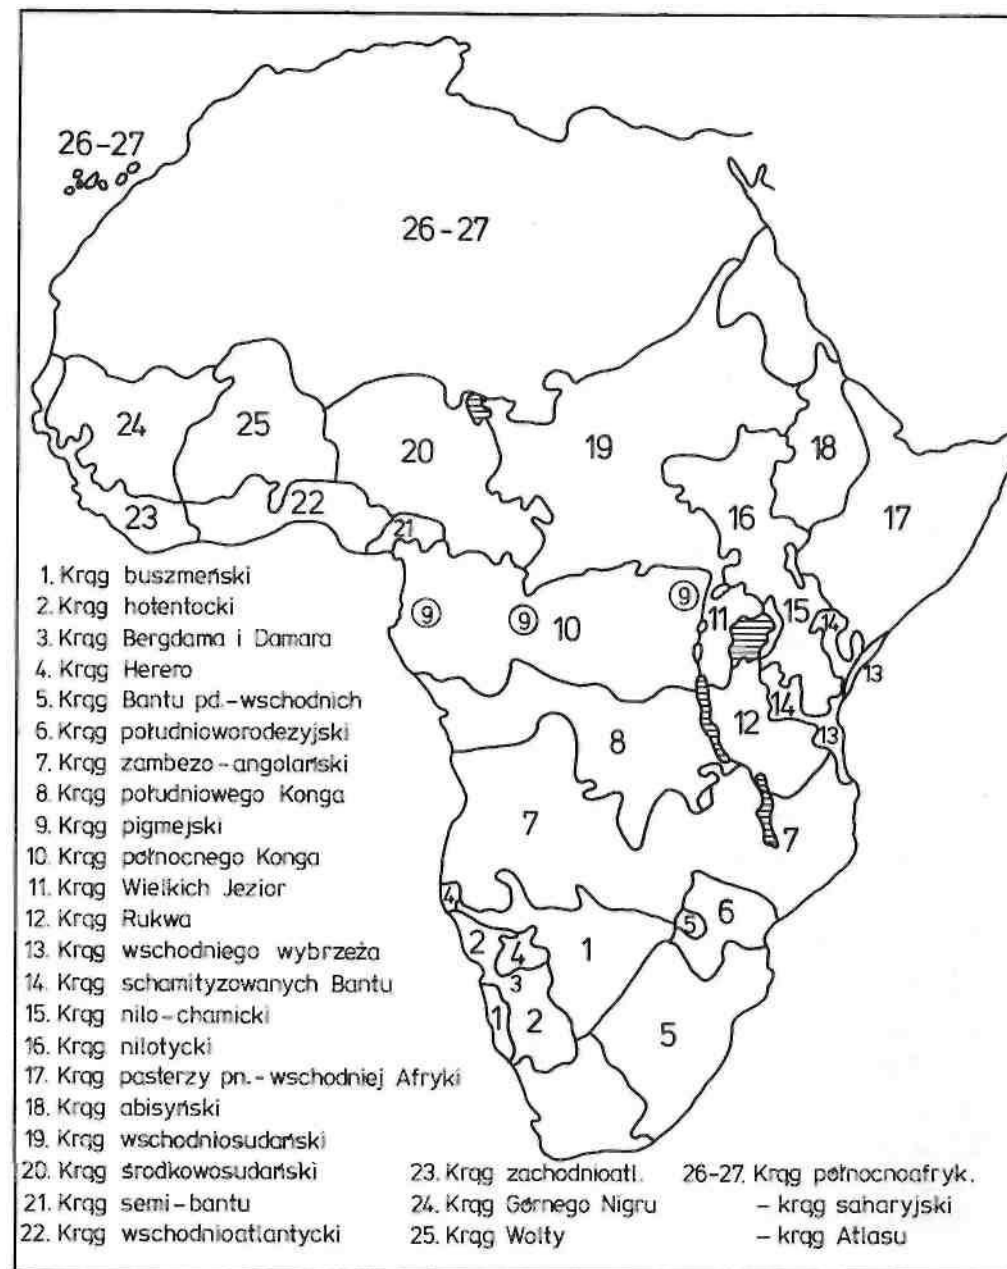 26-27
26-27
24
25
20
19
18
17
23
22
21
16
9
9
10
9
11
15
14
13
14
12
13
8
7
7
4
6
5
2
4
1
3
1
2
5
1. Krąg buszmeński
2. Krąg hotentocki
3. Krąg Bergdama i Damara
4. Krąg Herero
5. Krąg Bantu pd.-wschodnich
6. Krąg południoworodezyjski
7. Krąg zambezo-angolański
8. Krąg południowego Konga
9. Krąg pigmejski
10. Krąg północnego Konga
11. Krąg Wielkich Jezior
12. Krąg Rukwa
13. Krąg wschodniego wybrzeża
14. Krąg schamityzowanych Bantu
15. Krąg nilo-chamicki
16. Krąg nilotycki
17. Krąg pasterzy pn.-wschodniej Afryki
18. Krąg abisyński
19. Krąg wschodniosudański
20. Krąg środkowosudański
21. Krąg semi-bantu
22. Krąg wschodnioatlantycki
23. Krąg zachodnioatl.
24. Krąg Górnego Nigru
25. Krąg Wolty
26-27. Krąg północnoafryk.
- krąg saharyjski
- krąg Atlasu